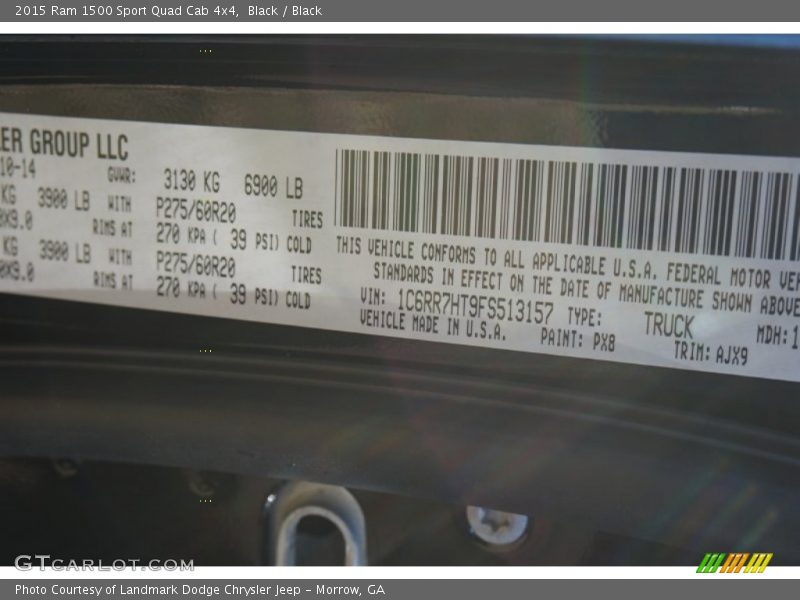 2015 Ram 1500 Sport Quad Cab 4x4, Black / Black
LER GROUP LLC
10-14 GVWR: 3130 KG 6900 LB
KG 3900 LB WITH P275/60R20 TIRES
0X9.0 RIMS AT 270 KPA ( 39 PSI) COLD
KG 3900 LB WITH P275/60R20 TIRES
0X9.0 RIMS AT 270 KPA ( 39 PSI) COLD
THIS VEHICLE CONFORMS TO ALL APPLICABLE U.S.A. FEDERAL MOTOR VEH
STANDARDS IN EFFECT ON THE DATE OF MANUFACTURE SHOWN ABOVE
VIN: 1C6RR7HT9FS513157 TYPE: TRUCK MDH:1
VEHICLE MADE IN U.S.A. PAINT: PX8 TRIM: AJX9
GTCARLOT.COM
Photo Courtesy of Landmark Dodge Chrysler Jeep - Morrow, GA